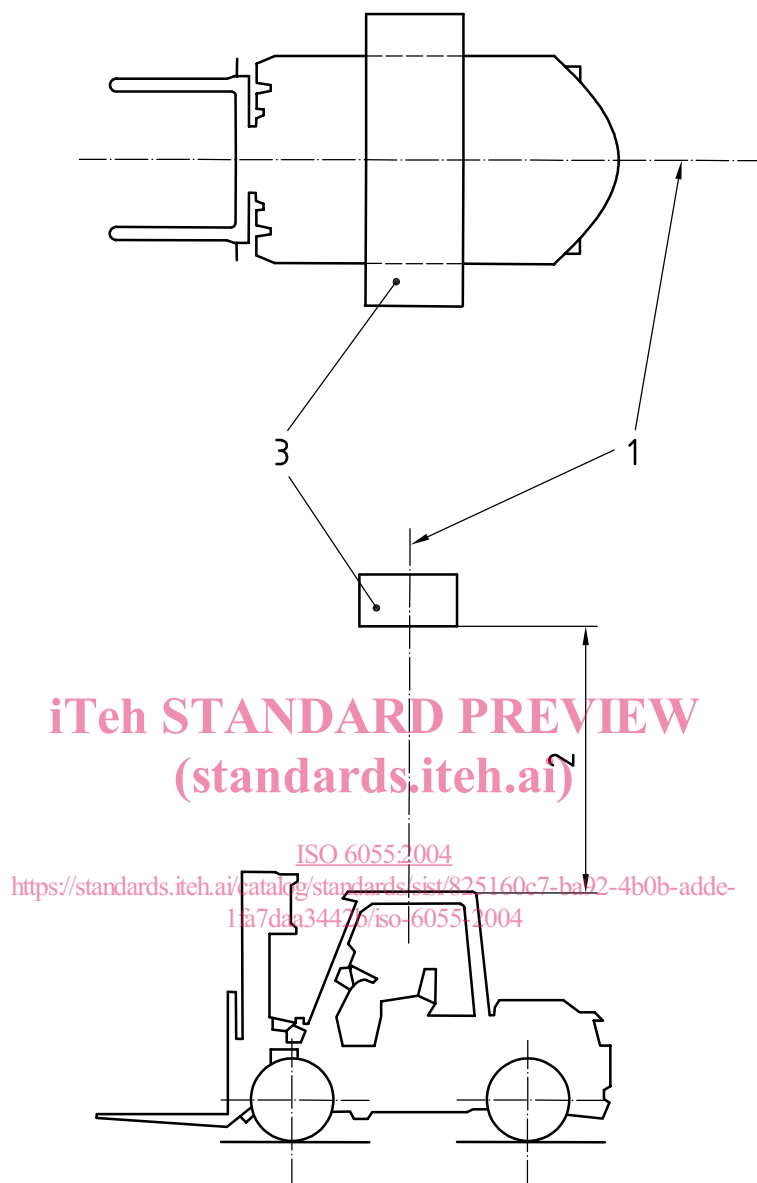 3
1
iTeh STANDARD PREVIEW
(standards.iteh.ai)
2
ISO 6055:2004
https://standards.iteh.ai/catalog/standards/sist/825160c7-ba92-4b0b-adde-
1fa7daa3442b/iso-6055-2004